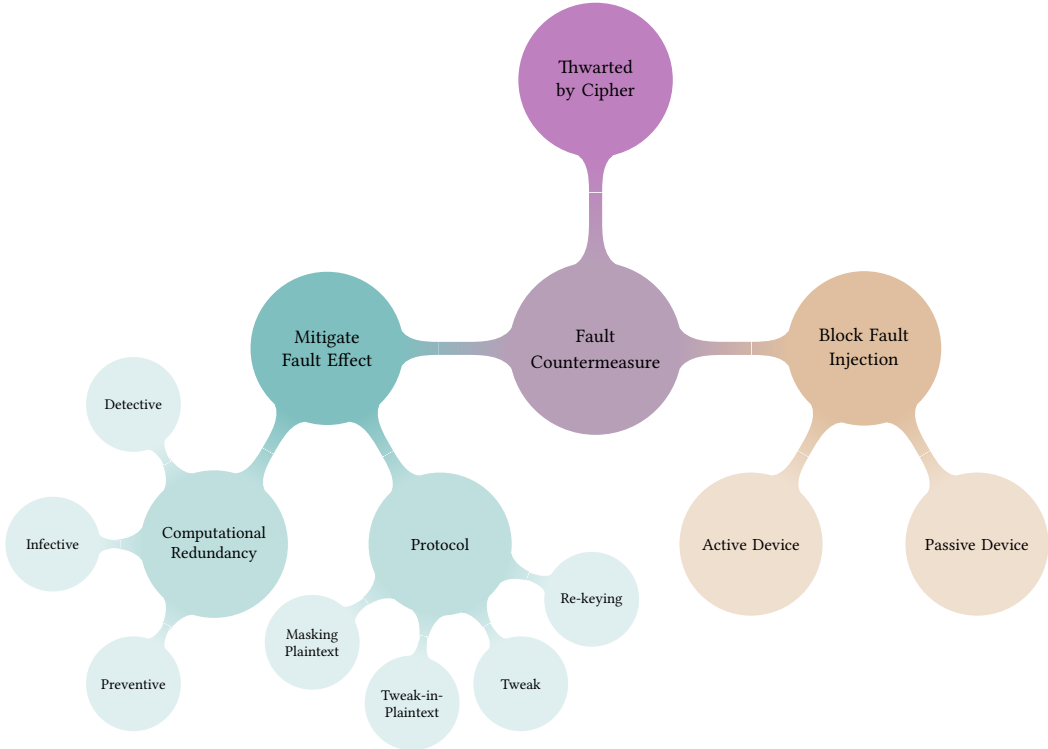 Thwarted
by Cipher
Mitigate
Fault Effect
Fault
Countermeasure
Block Fault
Injection
Detective
Infective
Computational
Redundancy
Protocol
Active Device
Passive Device
Re-keying
Masking
Plaintext
Preventive
Tweak-in-
Plaintext
Tweak